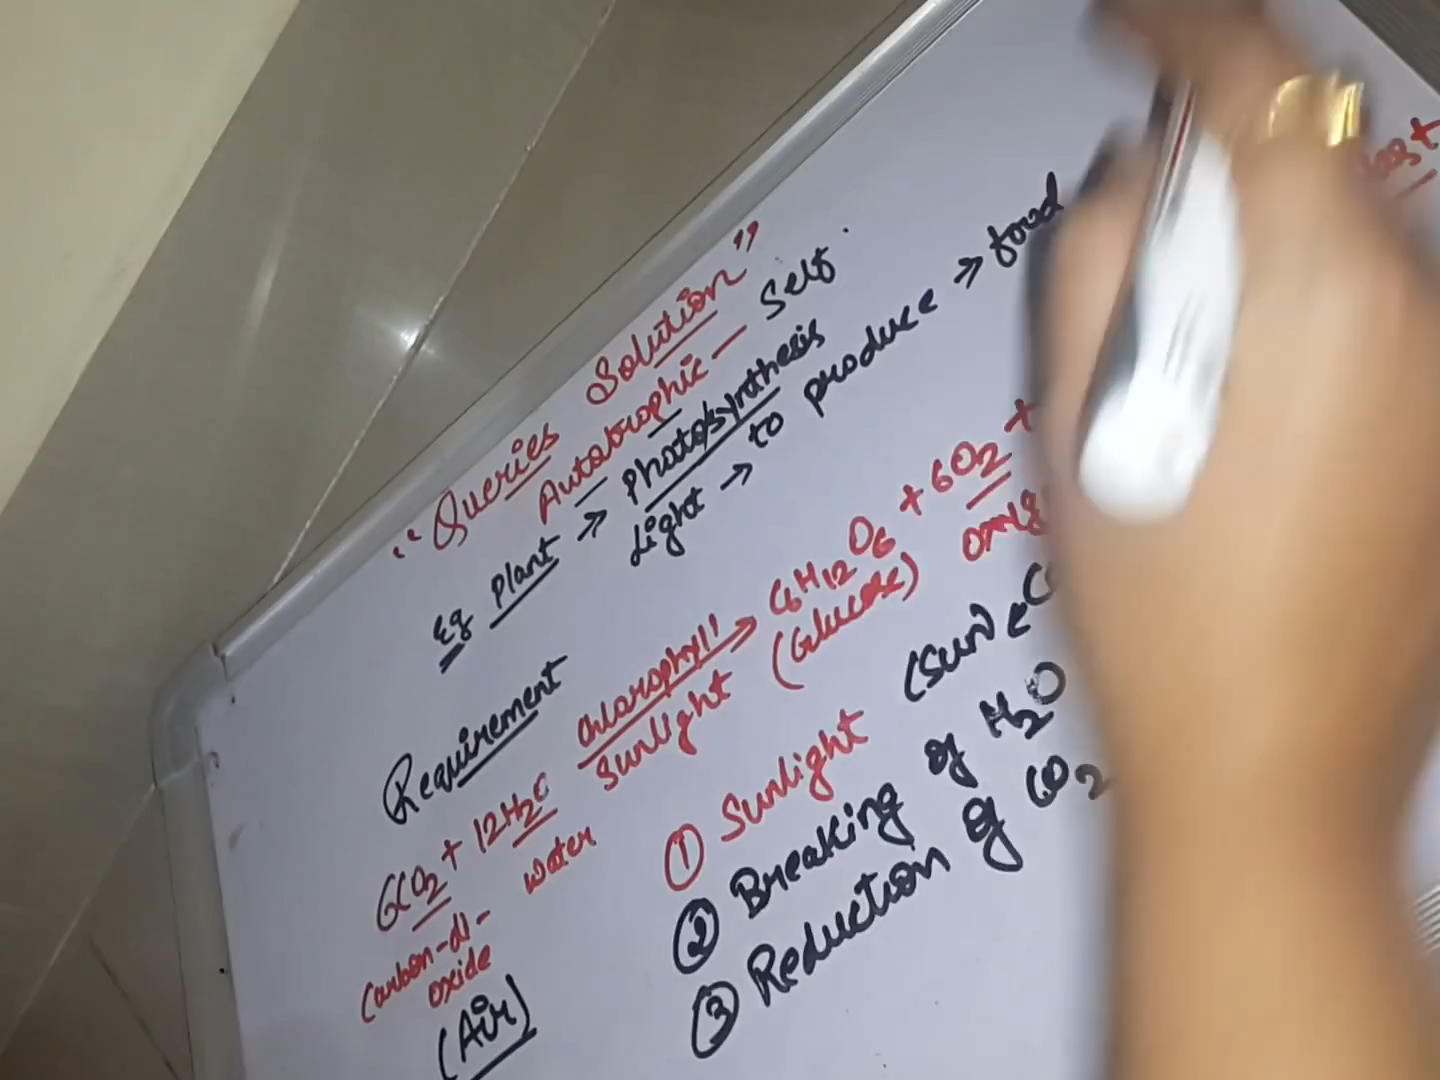 "Queries Solution"
Autotrophic - Self
Eg Plant => Photosynthesis
Light -> to produce => food
Requirement
6CO2 + 12H2O Chlorophyll Sunlight -> C6H12O6 + 6O2 +
Carbon-di-oxide water (Glucose)
(Air)
① Sunlight (Sun)
② Breaking of H2O
③ Reduction of CO2